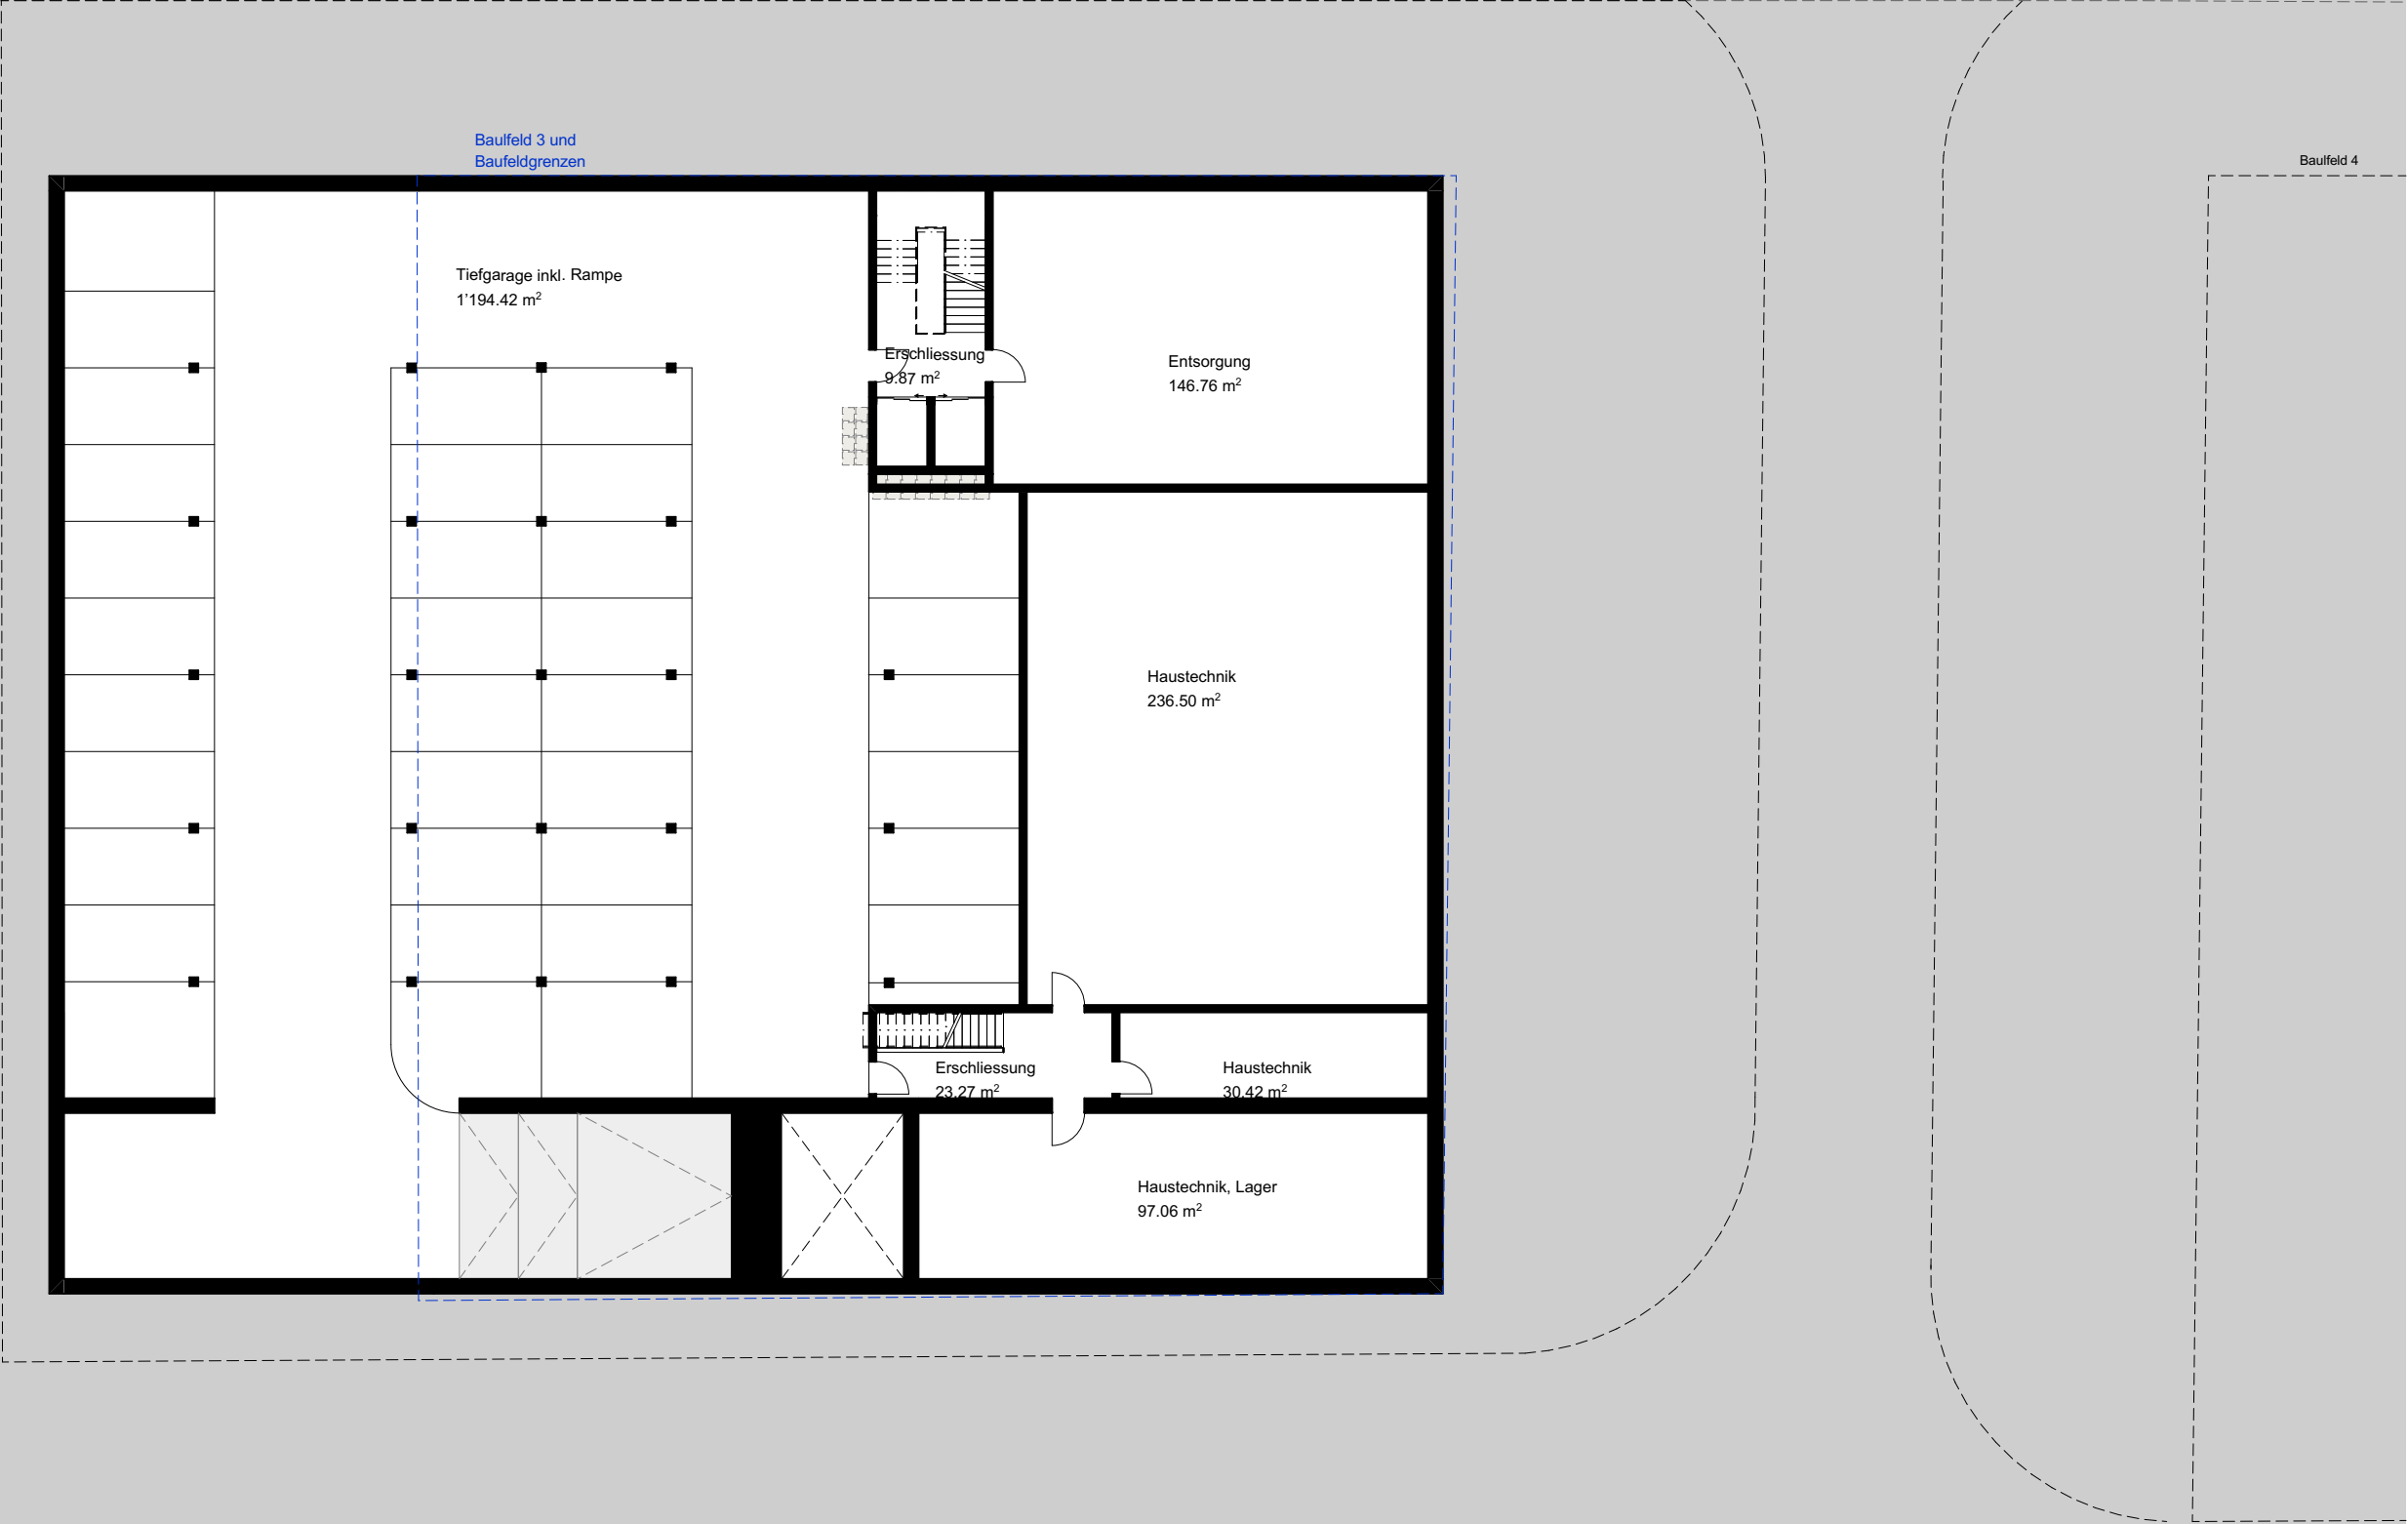 Baulfeld 3 und
Baufeldgrenzen
Baulfeld 4
Tiefgarage inkl. Rampe
1'194.42 m²
Erschliessung
9.87 m²
Entsorgung
146.76 m²
Haustechnik
236.50 m²
Erschliessung
23.27 m²
Haustechnik
30.42 m²
Haustechnik, Lager
97.06 m²